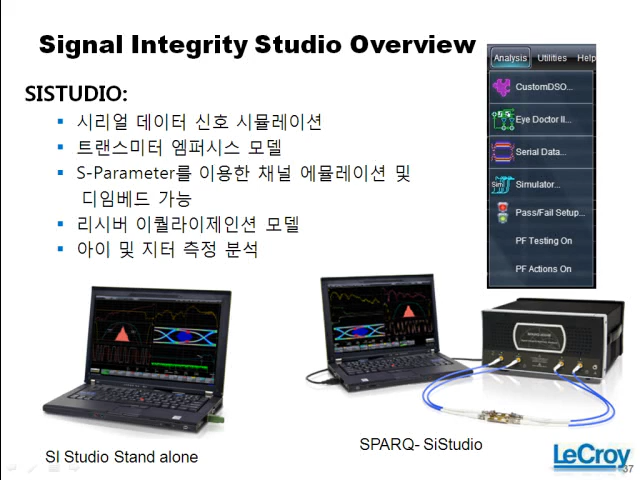 Signal Integrity Studio Overview
SISTUDIO:
시리얼 데이터 신호 시뮬레이션
트랜스미터 엠퍼시스 모델
S-Parameter를 이용한 채널 에뮬레이션 및
디임베드 가능
리시버 이퀄라이제인션 모델
아이 및 지터 측정 분석
Analysis Utilities Help
CustomDSO...
Eye Doctor II...
Serial Data...
Simulator...
Pass/Fail Setup...
PF Testing On
PF Actions On
SI Studio Stand alone
SPARQ- SiStudio
LeCroy
37